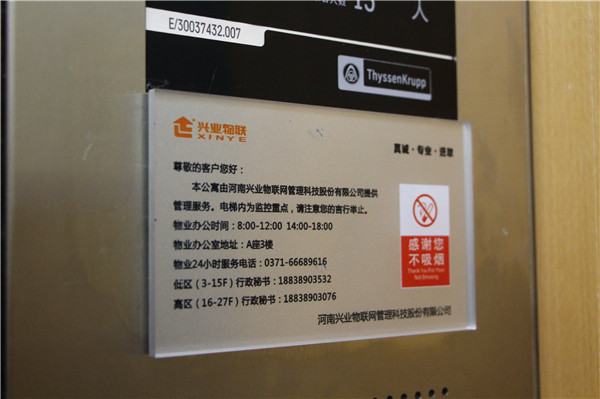 13 人
E/30037432.007
ThyssenKrupp
兴业物联
XINYE
真诚·专业·进取
尊敬的客户您好：
本公寓由河南兴业物联网管理科技股份有限公司提供
管理服务。电梯内为监控重点，请注意您的言行举止。
物业办公时间：8:00-12:00 14:00-18:00
物业办公室地址：A座3楼
物业24小时服务电话：0371-66689616
低区（3-15F）行政秘书：18838903532
高区（16-27F）行政秘书：18838903076
感谢您
不吸烟
Thank You For Your
Not Smoking
河南兴业物联网管理科技股份有限公司